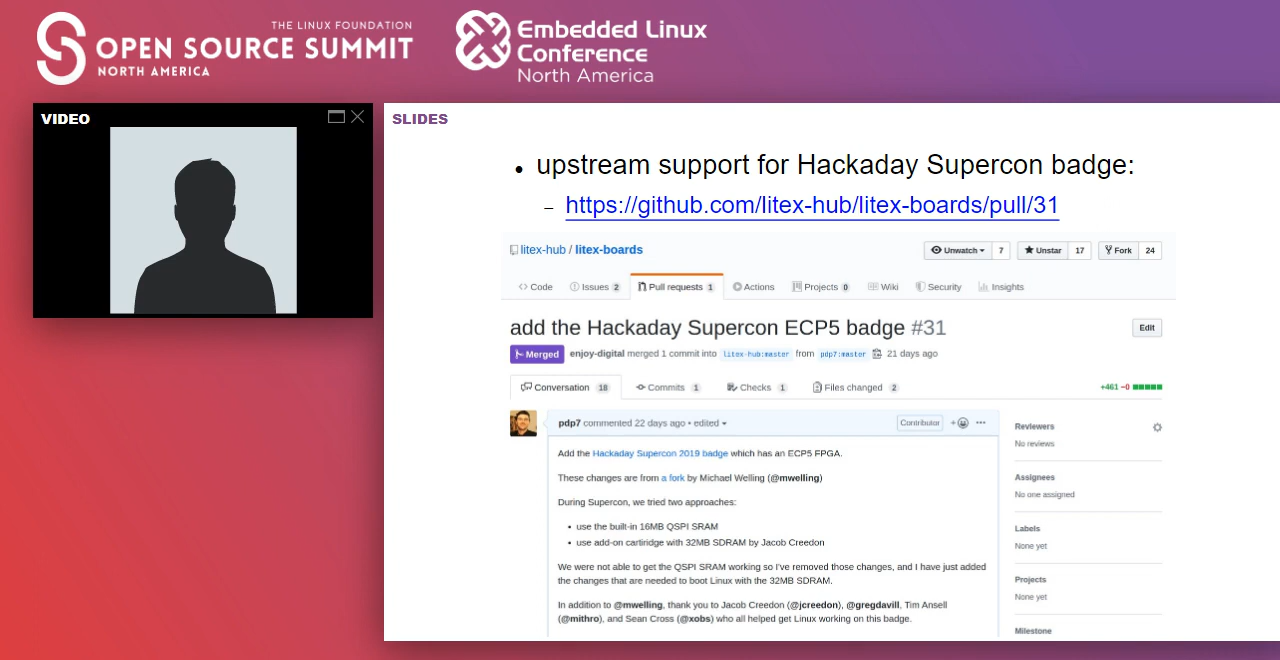 THE LINUX FOUNDATION
OPEN SOURCE SUMMIT
NORTH AMERICA
Embedded Linux
Conference
North America
VIDEO
SLIDES
• upstream support for Hackaday Supercon badge:
– https://github.com/litex-hub/litex-boards/pull/31
litex-hub / litex-boards
Unwatch 7 Unstar 17 Fork 24
Code Issues 2 Pull requests 1 Actions Projects 0 Wiki Security Insights
add the Hackaday Supercon ECP5 badge #31
Edit
Merged enjoy-digital merged 1 commit into litex-hub:master from pdp7:master 21 days ago
Conversation 18 Commits 1 Checks 1 Files changed 2 +461 −0
pdp7 commented 22 days ago • edited
Contributor
Add the Hackaday Supercon 2019 badge which has an ECP5 FPGA.
These changes are from a fork by Michael Welling (@mwelling)
During Supercon, we tried two approaches:
• use the built-in 16MB QSPI SRAM
• use add-on cartiridge with 32MB SDRAM by Jacob Creedon
We were not able to get the QSPI SRAM working so I've removed those changes, and I have just added
the changes that are needed to boot Linux with the 32MB SDRAM.
In addition to @mwelling, thank you to Jacob Creedon (@jcreedon), @gregdavill, Tim Ansell
(@mithro), and Sean Cross (@xobs) who all helped get Linux working on this badge.
Reviewers
No reviews
Assignees
No one assigned
Labels
None yet
Projects
None yet
Milestone